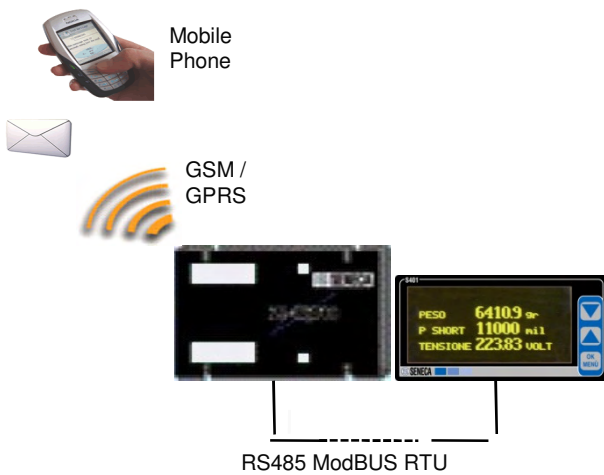 Mobile
Phone
GSM /
GPRS
SENECA
S401
PESO 6410.9 gr
P SHORT 11000 mil
TENSIONE 223.83 VOLT
OK
MENU
SENECA
RS485 ModBUS RTU